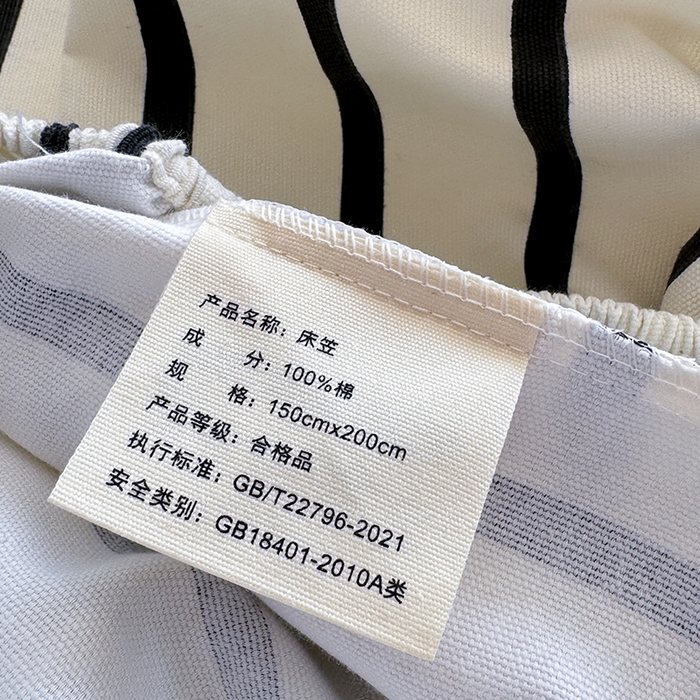 产品名称：床笠
成 分：100%棉
规 格：150cmx200cm
产品等级：合格品
执行标准：GB/T22796-2021
安全类别：GB18401-2010A类